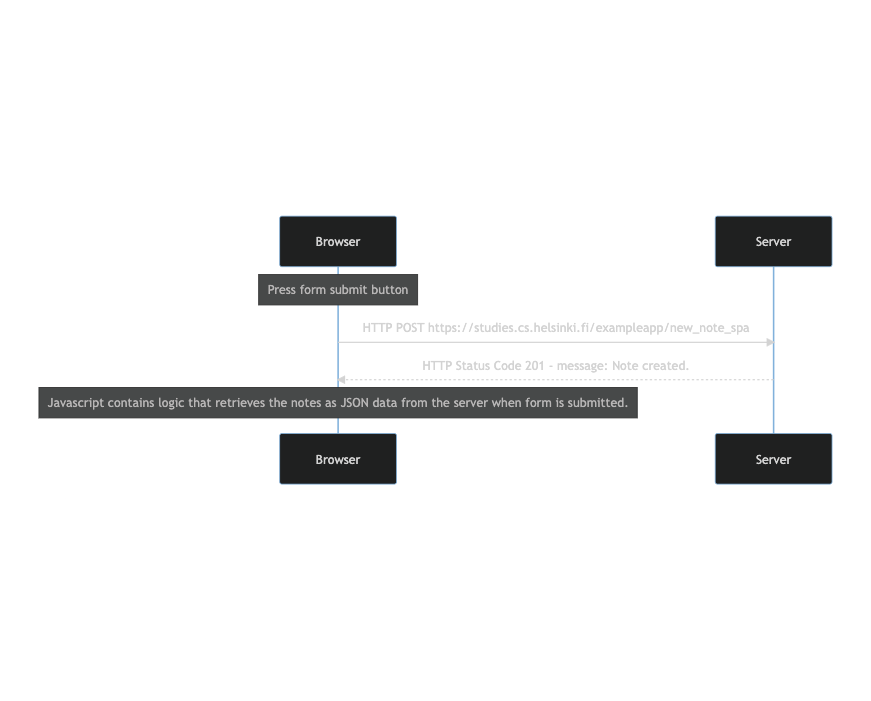 Browser
Server
Press form submit button
HTTP POST https://studies.cs.helsinki.fi/exampleapp/new_note_spa
HTTP Status Code 201 - message: Note created.
Javascript contains logic that retrieves the notes as JSON data from the server when form is submitted.
Browser
Server